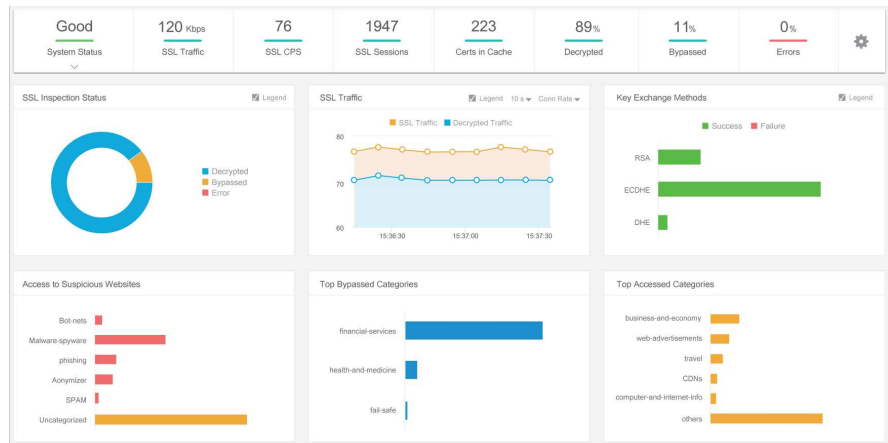 Good
System Status
120 Kbps
SSL Traffic
76
SSL CPS
1947
SSL Sessions
223
Certs in Cache
89%
Decrypted
11%
Bypassed
0%
Errors
SSL Inspection Status
Legend
Decrypted
Bypassed
Error
SSL Traffic
Legend 10 s Conn Rate
SSL Traffic Decrypted Traffic
80
70
60
15:36:30 15:37:00 15:37:30
Key Exchange Methods
Legend
Success Failure
RSA
ECDHE
DHE
Access to Suspicious Websites
Bot-nets
Malware-spyware
phishing
Aonymizer
SPAM
Uncategorized
Top Bypassed Categories
financial-services
health-and-medicine
fail-safe
Top Accessed Categories
business-and-economy
web-advertisements
travel
CDNs
computer-and-internet-info
others